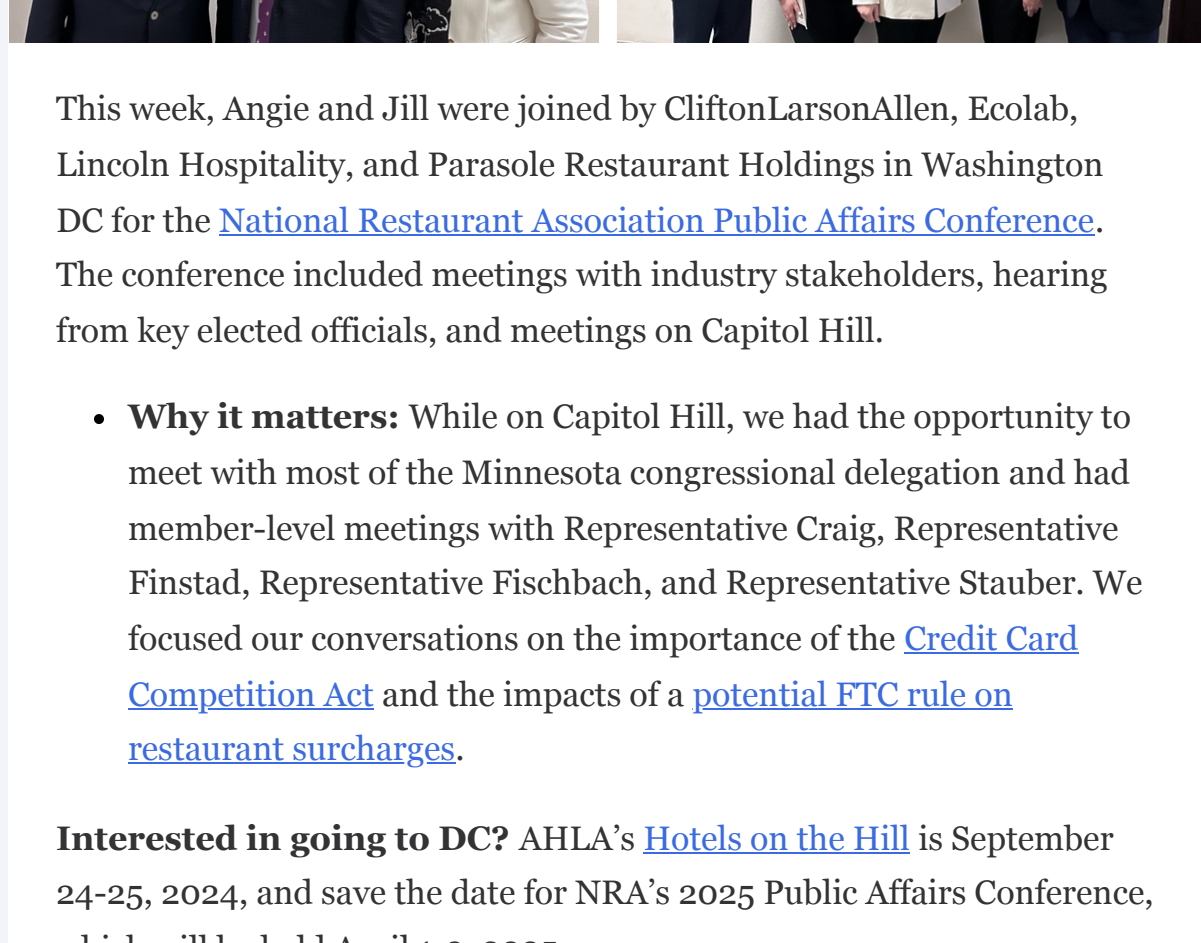 This week, Angie and Jill were joined by CliftonLarsonAllen, Ecolab,
Lincoln Hospitality, and Parasole Restaurant Holdings in Washington
DC for the National Restaurant Association Public Affairs Conference.
The conference included meetings with industry stakeholders, hearing
from key elected officials, and meetings on Capitol Hill.
• Why it matters: While on Capitol Hill, we had the opportunity to
meet with most of the Minnesota congressional delegation and had
member-level meetings with Representative Craig, Representative
Finstad, Representative Fischbach, and Representative Stauber. We
focused our conversations on the importance of the Credit Card
Competition Act and the impacts of a potential FTC rule on
restaurant surcharges.
Interested in going to DC? AHLA’s Hotels on the Hill is September
24-25, 2024, and save the date for NRA’s 2025 Public Affairs Conference,
which will be held April